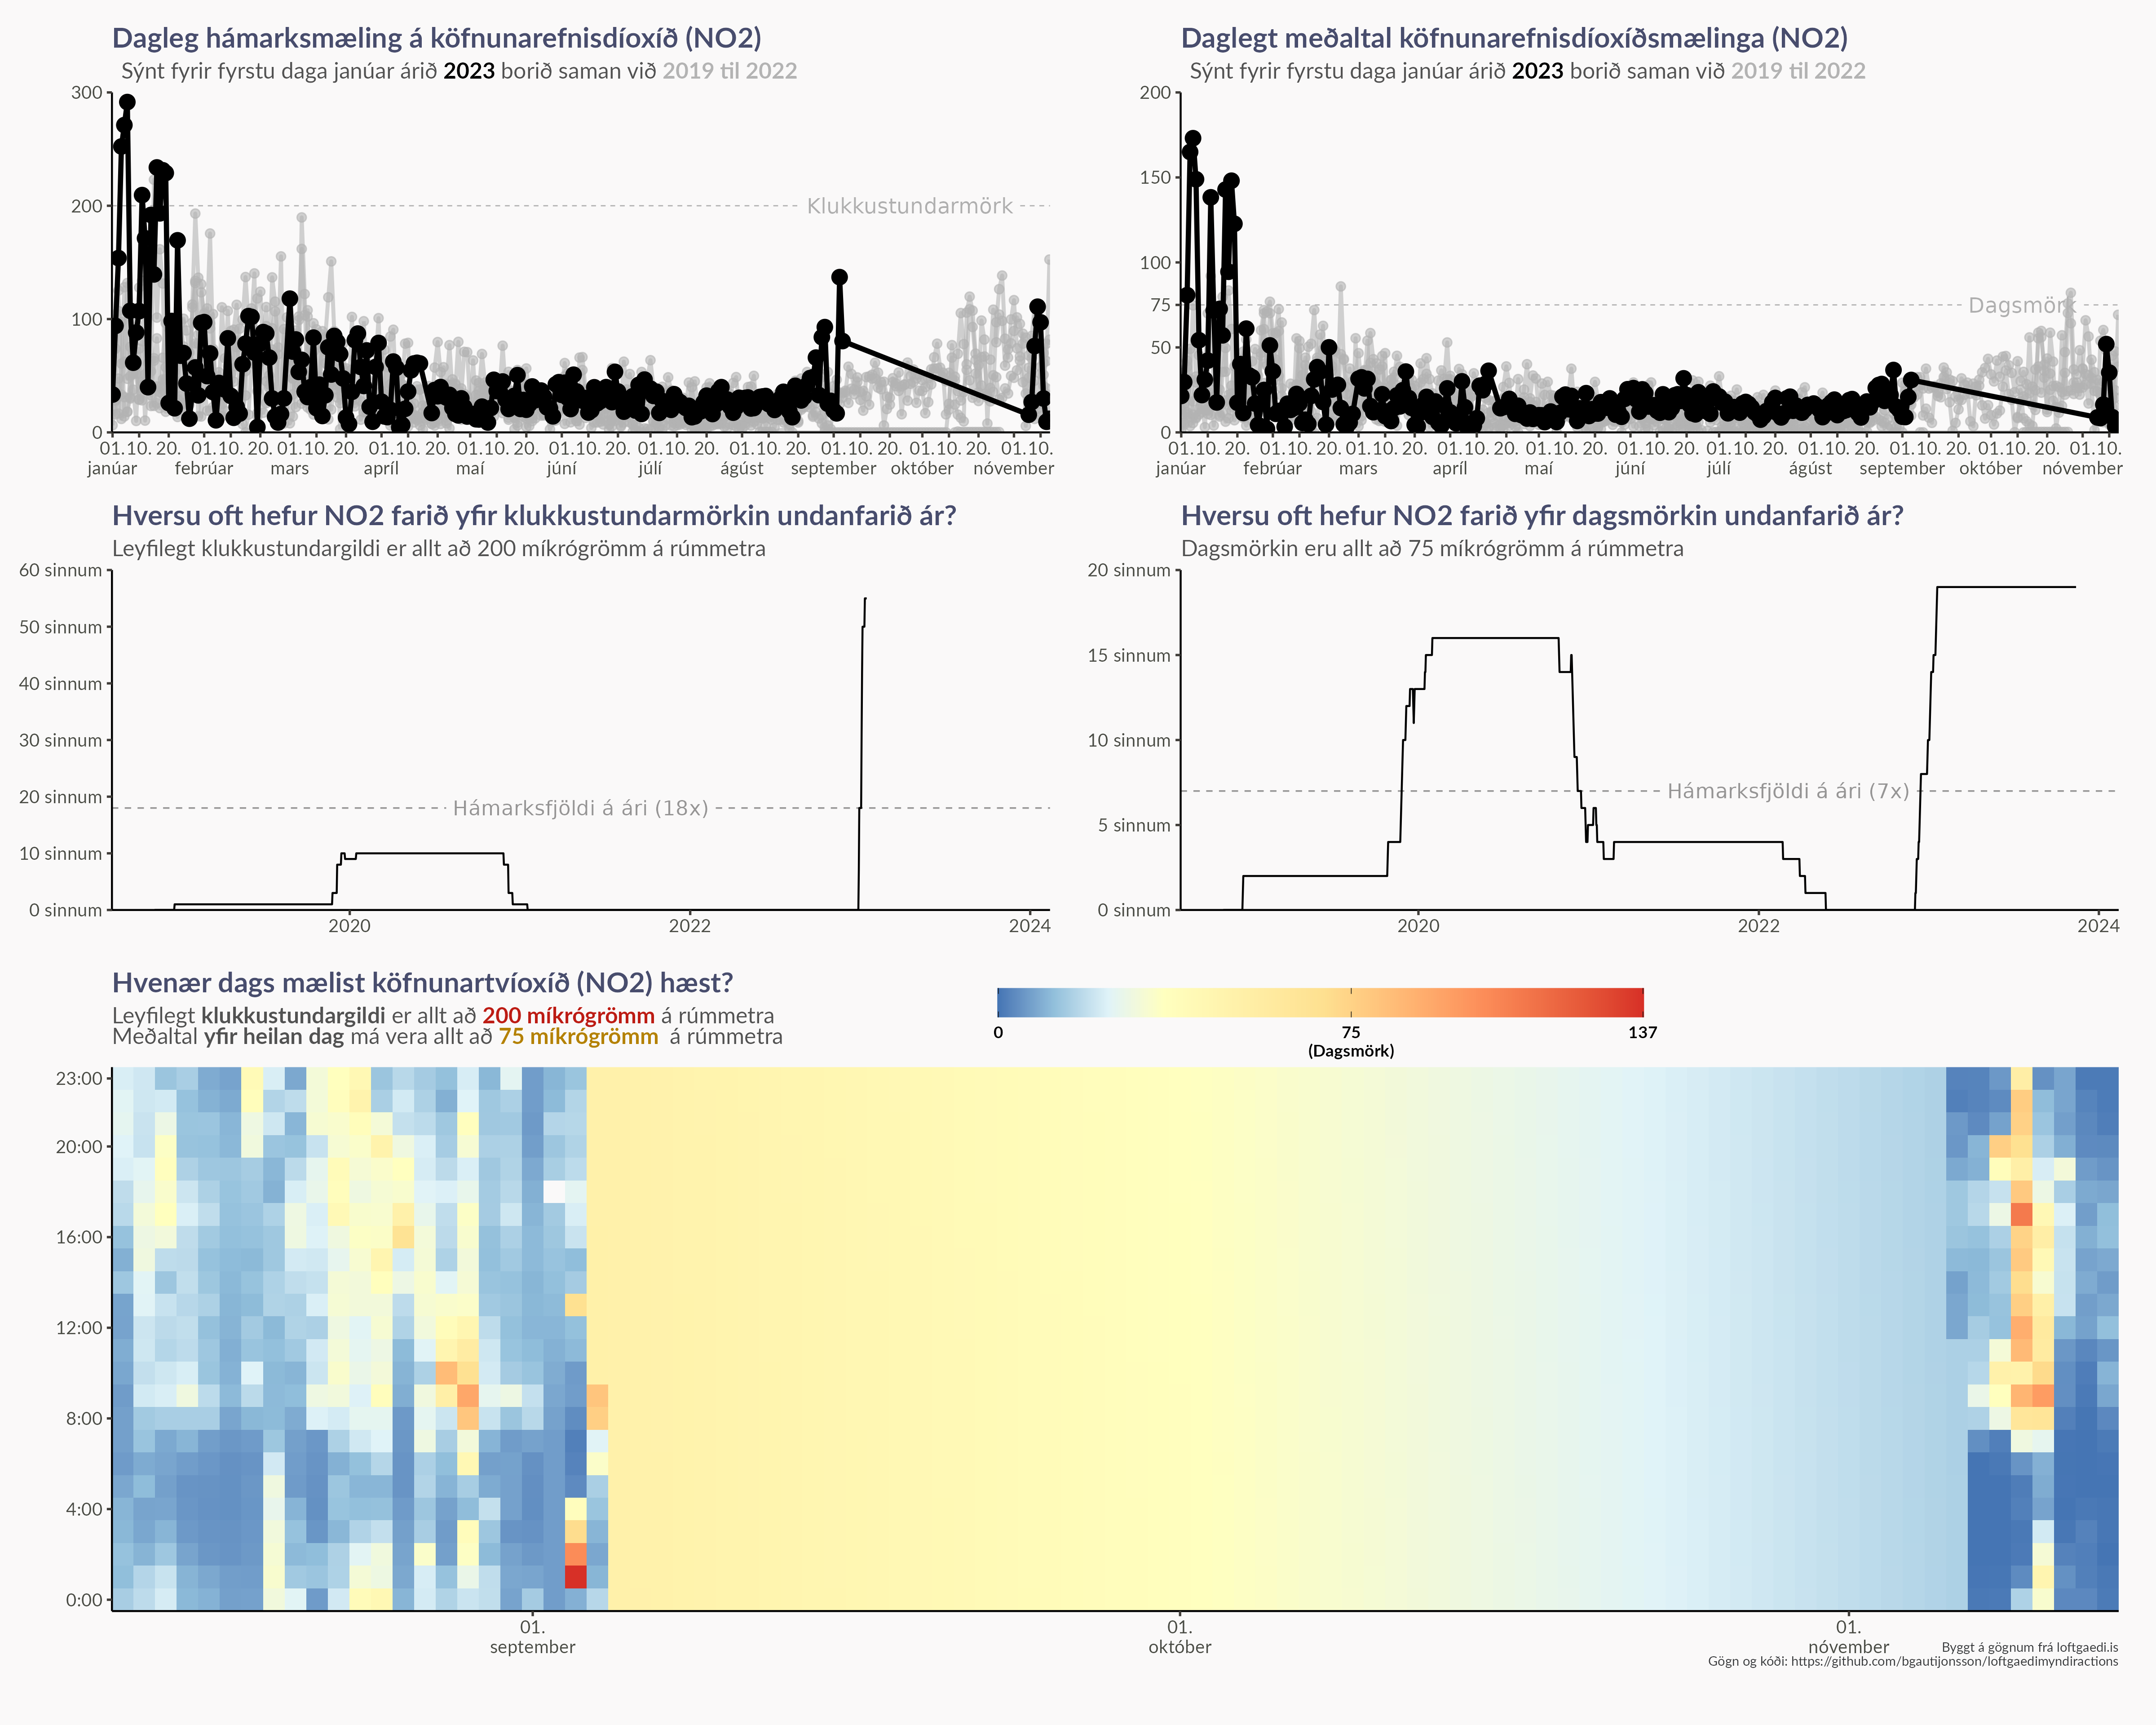 Dagleg hámarksmæling á köfnunarefnisdíoxíð (NO2)
Sýnt fyrir fyrstu daga janúar árið 2023 borið saman við 2019 til 2022
300
200
100
0
Klukkustundarmörk
01. 10. 20. 01. 10. 20. 01. 10. 20. 01. 10. 20. 01. 10. 20. 01. 10. 20. 01. 10. 20. 01. 10. 20. 01. 10. 20. 01. 10. 20. 01. 10.
janúar febrúar mars apríl maí júní júlí ágúst september október nóvember
Daglegt meðaltal köfnunarefnisdíoxíðsmælinga (NO2)
Sýnt fyrir fyrstu daga janúar árið 2023 borið saman við 2019 til 2022
200
150
100
75
50
0
Dagsmörk
01. 10. 20. 01. 10. 20. 01. 10. 20. 01. 10. 20. 01. 10. 20. 01. 10. 20. 01. 10. 20. 01. 10. 20. 01. 10. 20. 01. 10. 20. 01. 10.
janúar febrúar mars apríl maí júní júlí ágúst september október nóvember
Hversu oft hefur NO2 farið yfir klukkustundarmörkin undanfarið ár?
Leyfilegt klukkustundargildi er allt að 200 míkrógrömm á rúmmetra
60 sinnum
50 sinnum
40 sinnum
30 sinnum
20 sinnum
10 sinnum
0 sinnum
Hámarksfjöldi á ári (18x)
2020 2022 2024
Hversu oft hefur NO2 farið yfir dagsmörkin undanfarið ár?
Dagsmörkin eru allt að 75 míkrógrömm á rúmmetra
20 sinnum
15 sinnum
10 sinnum
5 sinnum
0 sinnum
Hámarksfjöldi á ári (7x)
2020 2022 2024
Hvenær dags mælist köfnunartvíoxíð (NO2) hæst?
Leyfilegt klukkustundargildi er allt að 200 míkrógrömm á rúmmetra
Meðaltal yfir heilan dag má vera allt að 75 míkrógrömm á rúmmetra
0 75 137
(Dagsmörk)
23:00
20:00
16:00
12:00
8:00
4:00
0:00
01. 01. 01.
september október nóvember
Byggt á gögnum frá loftgaedi.is
Gögn og kóði: https://github.com/bgautijonsson/loftgaedimyndiractions